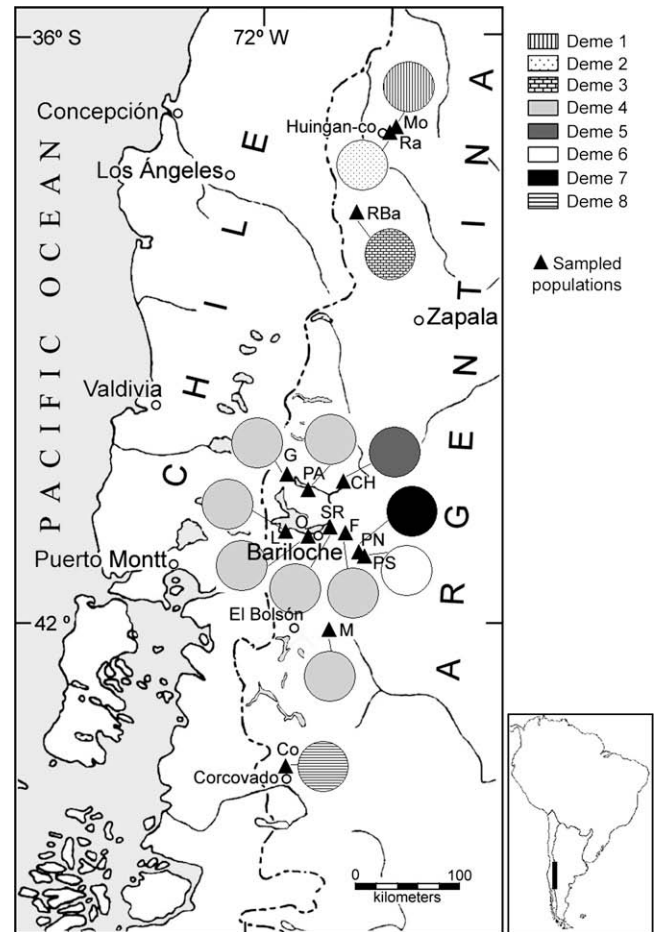 36º S
72º W
Deme 1
Deme 2
Deme 3
Deme 4
Deme 5
Deme 6
Deme 7
Deme 8
Sampled
populations
PACIFIC OCEAN
CHILE
ARGENTINA
Concepción
Huingan-co
Mo
Ra
Los Ángeles
RBa
Zapala
Valdivia
G
PA
CH
SR
O
F
L
PN
Bariloche
PS
Puerto Montt
El Bolsón
42 º
M
Co
Corcovado
0
100
kilometers